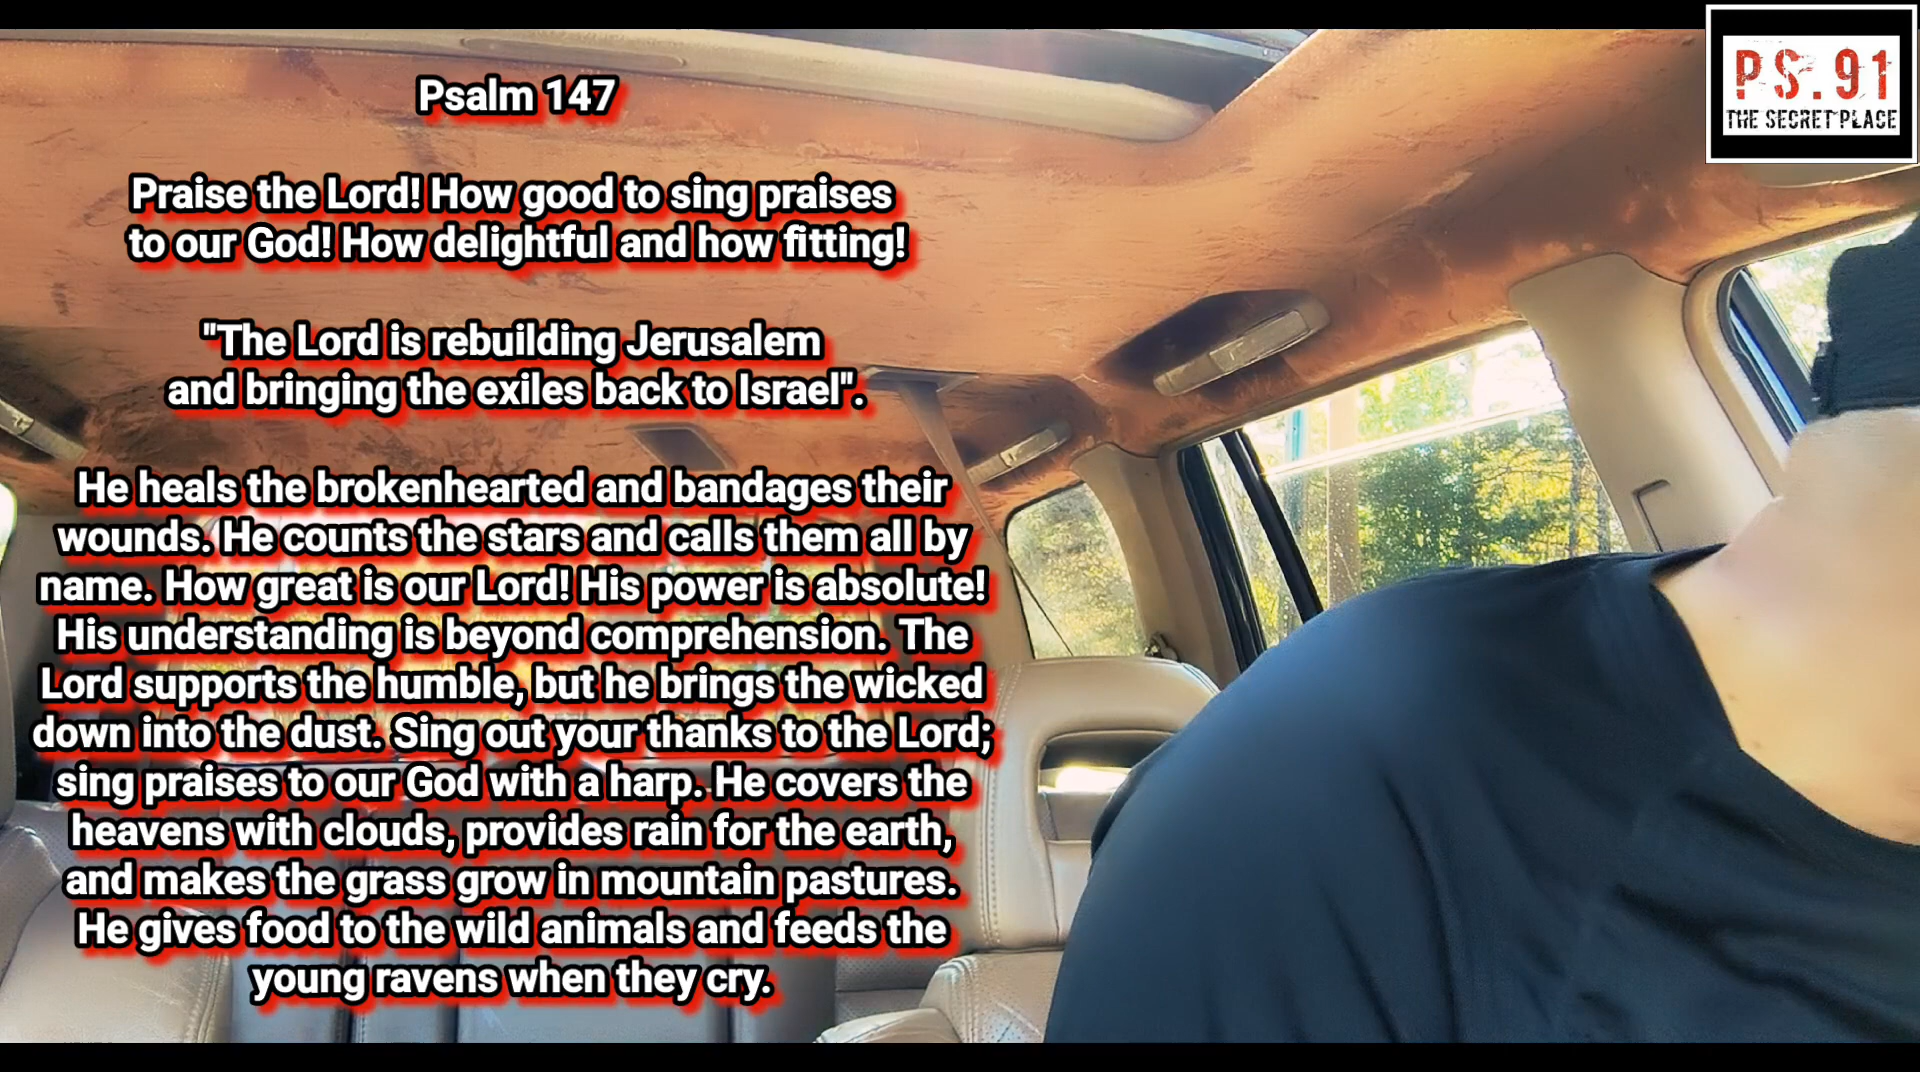 Psalm 147
Praise the Lord! How good to sing praises
to our God! How delightful and how fitting!
"The Lord is rebuilding Jerusalem
and bringing the exiles back to Israel".
He heals the brokenhearted and bandages their
wounds. He counts the stars and calls them all by
name. How great is our Lord! His power is absolute!
His understanding is beyond comprehension. The
Lord supports the humble, but he brings the wicked
down into the dust. Sing out your thanks to the Lord;
sing praises to our God with a harp. He covers the
heavens with clouds, provides rain for the earth,
and makes the grass grow in mountain pastures.
He gives food to the wild animals and feeds the
young ravens when they cry.
PS.91
THE SECRET PLACE